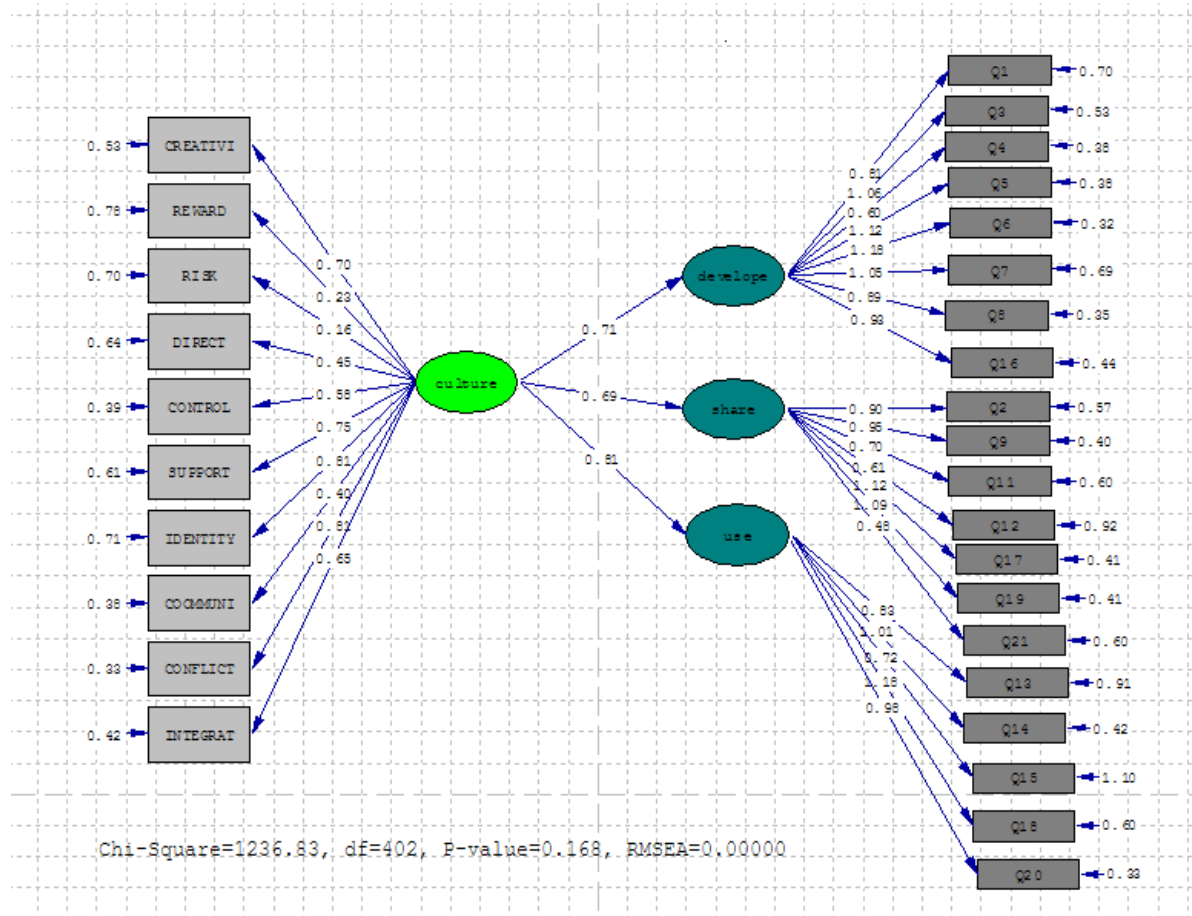 0.53 CREATIVI
0.78 REWARD
0.70 RISK
0.64 DIRECT
0.39 CONTROL
0.61 SUPPORT
0.71 IDENTITY
0.38 COOMMUNI
0.33 CONFLICT
0.42 INTEGRAT
0.70
0.23
0.16
0.45
0.58
0.75
0.81
0.40
0.81
0.65
culture
0.71
0.69
0.81
develope
share
use
0.81
1.06
0.60
1.12
1.18
1.05
0.89
0.93
0.90
0.95
0.70
0.61
1.12
1.09
0.48
0.83
1.01
0.72
1.18
0.98
Q1 0.70
Q3 0.53
Q4 0.38
Q5 0.38
Q6 0.32
Q7 0.69
Q8 0.35
Q16 0.44
Q2 0.57
Q9 0.40
Q11 0.60
Q12 0.92
Q17 0.41
Q19 0.41
Q21 0.60
Q13 0.91
Q14 0.42
Q15 1.10
Q18 0.60
Q20 0.33
Chi-Square=1236.83, df=402, P-value=0.168, RMSEA=0.00000